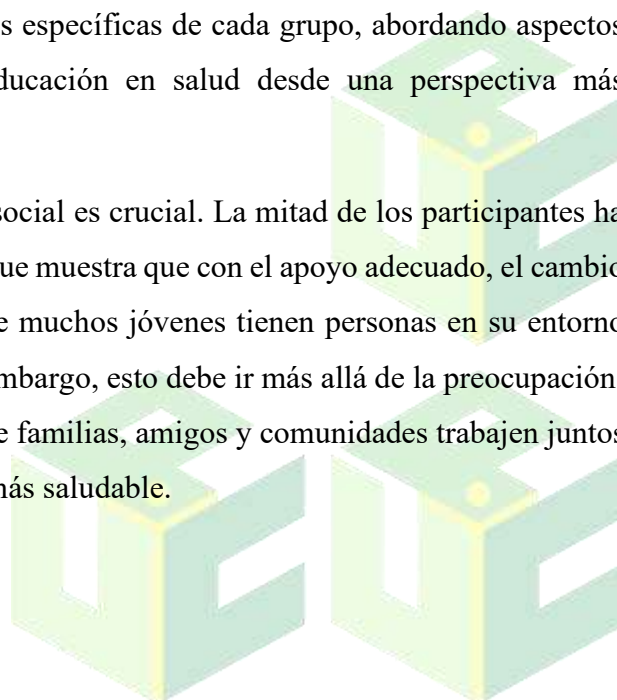 s específicas de cada grupo, abordando aspectos
ducación en salud desde una perspectiva más
social es crucial. La mitad de los participantes ha
ue muestra que con el apoyo adecuado, el cambio
e muchos jóvenes tienen personas en su entorno
mbargo, esto debe ir más allá de la preocupación
e familias, amigos y comunidades trabajen juntos
nás saludable.